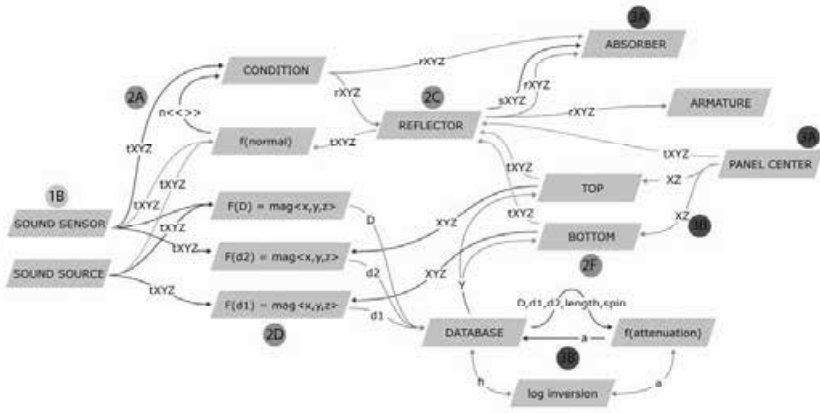 3A
ABSORBER
CONDITION
rXYZ
2A
rXYZ
sXYZ
rXYZ
2C
n<<>>
REFLECTOR
rXYZ
ARMATURE
tXYZ
f(normal)
tXYZ
tXYZ
3A
PANEL CENTER
tXYZ
1B
tXYZ
tXYZ
TOP
XZ
SOUND SENSOR
F(D) = mag<x,y,z>
D
XYZ
tXYZ
XZ
3B
tXYZ
BOTTOM
SOUND SOURCE
F(d2) = mag<x,y,z>
d2
XYZ
2F
tXYZ
Y
F(d1) = mag<x,y,z>
d1
D,d1,d2,length,spin
2D
DATABASE
a
f(attenuation)
3B
h
log inversion
a